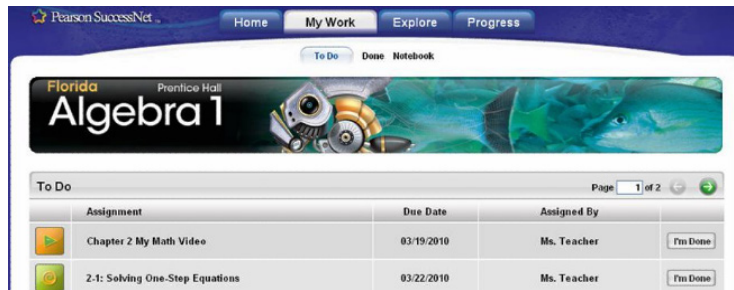 Pearson SuccessNet
Home My Work Explore Progress
To Do Done Notebook
Florida Prentice Hall
Algebra 1
To Do Page 1 of 2
Assignment Due Date Assigned By
Chapter 2 My Math Video 03/19/2010 Ms. Teacher I'm Done
2-1: Solving One-Step Equations 03/22/2010 Ms. Teacher I'm Done